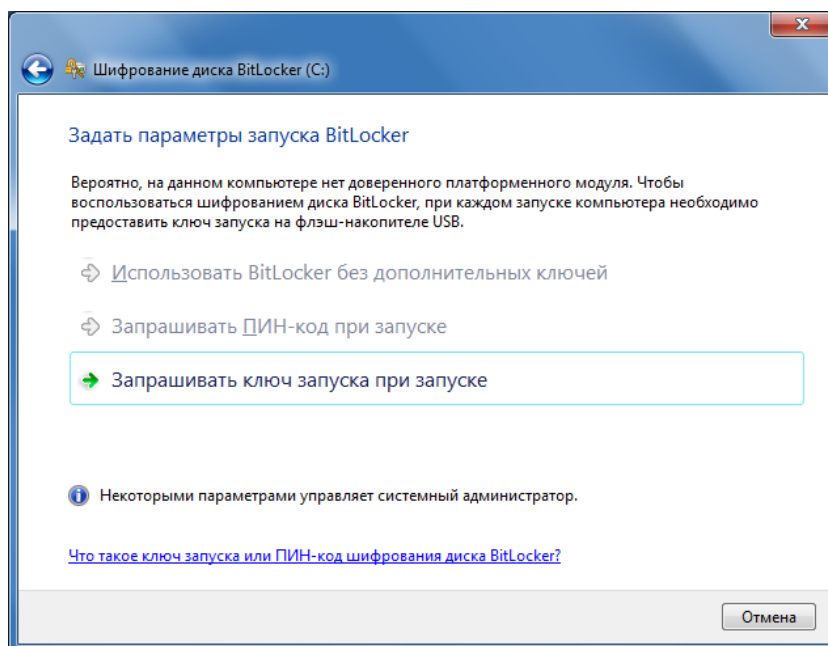 Шифрование диска BitLocker (C:)
Задать параметры запуска BitLocker
Вероятно, на данном компьютере нет доверенного платформенного модуля. Чтобы
воспользоваться шифрованием диска BitLocker, при каждом запуске компьютера необходимо
предоставить ключ запуска на флэш-накопителе USB.
Использовать BitLocker без дополнительных ключей
Запрашивать ПИН-код при запуске
Запрашивать ключ запуска при запуске
Некоторыми параметрами управляет системный администратор.
Что такое ключ запуска или ПИН-код шифрования диска BitLocker?
Отмена